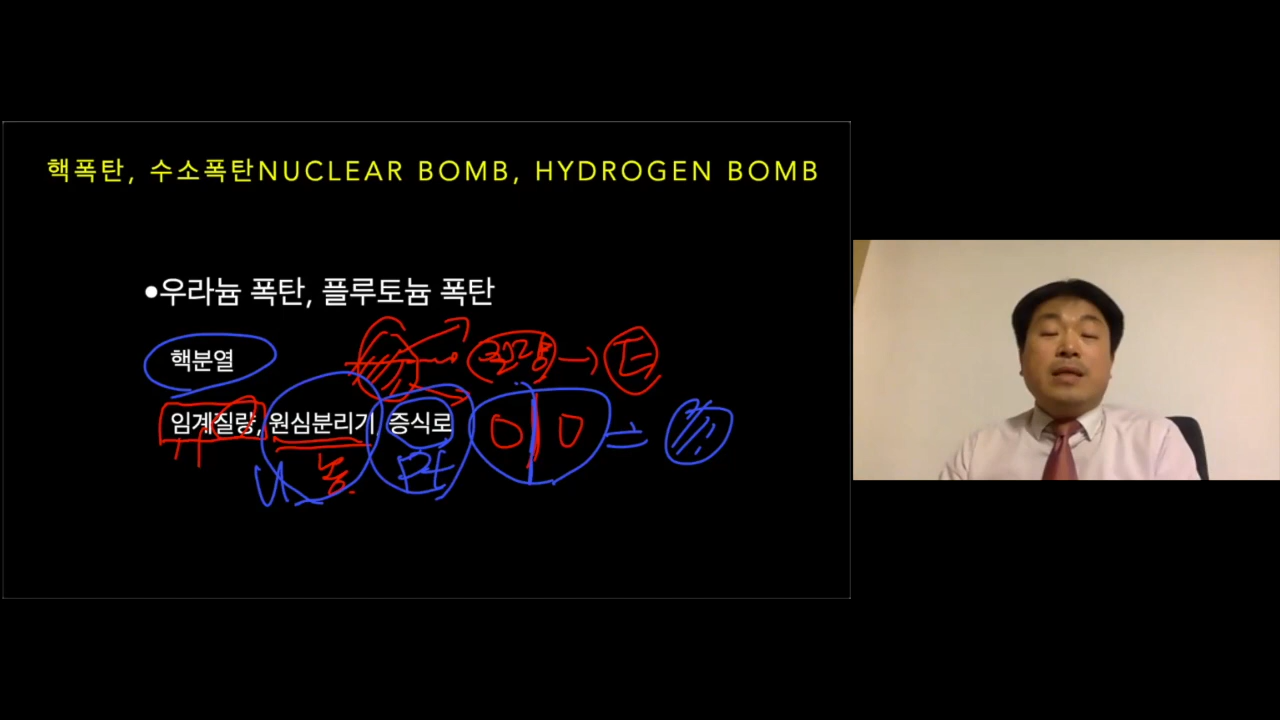 핵폭탄, 수소폭탄NUCLEAR BOMB, HYDROGEN BOMB
•우라늄 폭탄, 플루토늄 폭탄
핵분열
임계질량, 원심분리기 증식로
농.